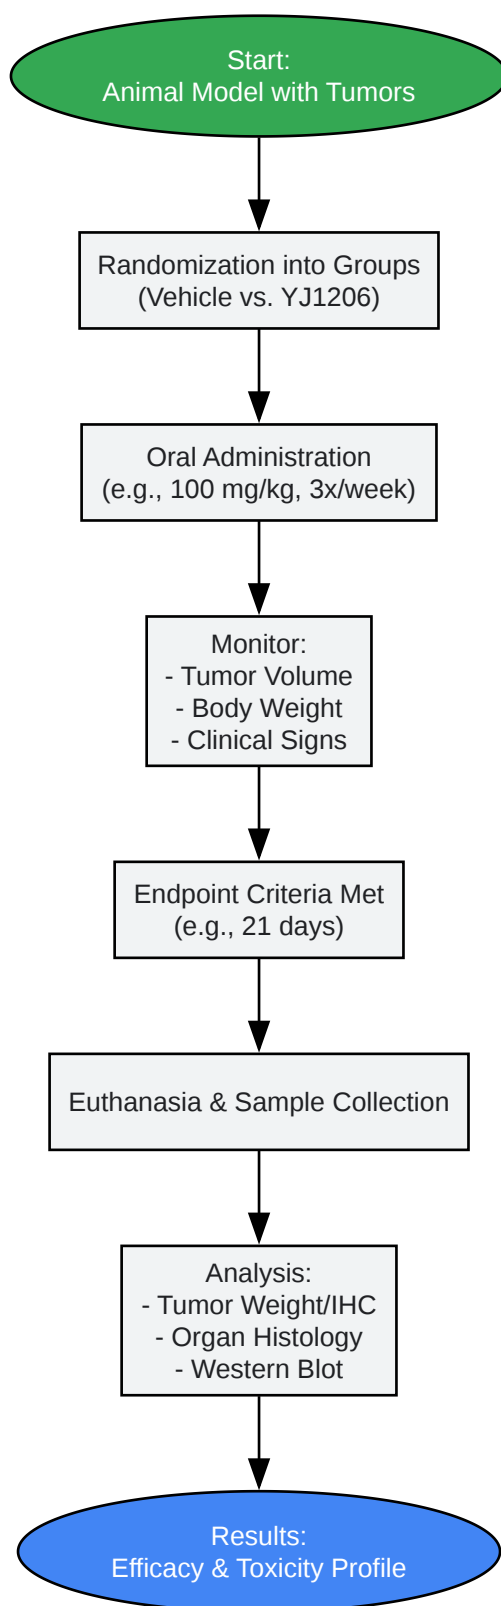 Start:
Animal Model with Tumors
Randomization into Groups
(Vehicle vs. YJ1206)
Oral Administration
(e.g., 100 mg/kg, 3x/week)
Monitor:
- Tumor Volume
- Body Weight
- Clinical Signs
Endpoint Criteria Met
(e.g., 21 days)
Euthanasia & Sample Collection
Analysis:
- Tumor Weight/IHC
- Organ Histology
- Western Blot
Results:
Efficacy & Toxicity Profile